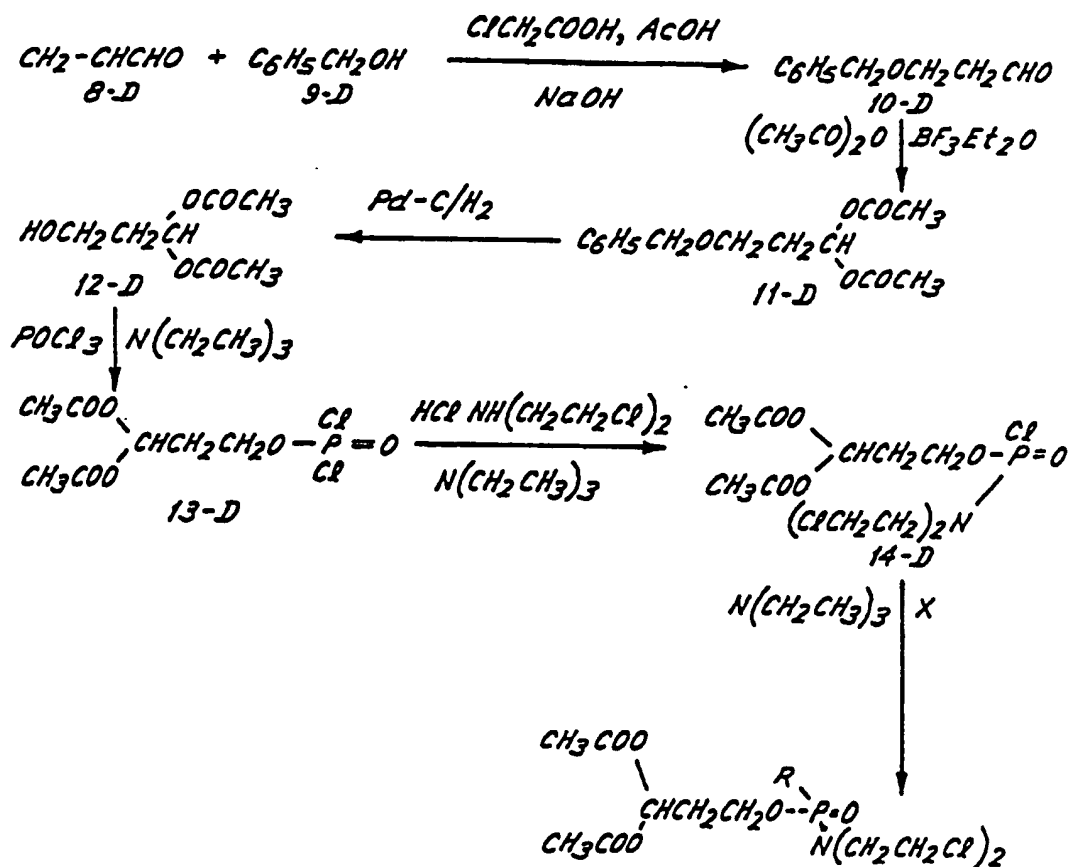 ClCH2COOH, AcOH
CH2-CHCHO + C6H5CH2OH C6H5CH2OCH2CH2CHO
8-D 9-D NaOH 10-D
(CH3CO)2O BF3Et2O
OCOCH3 Pd-C/H2 OCOCH3
HOCH2CH2CH C6H5CH2OCH2CH2CH
OCOCH3 OCOCH3
12-D 11-D
POCl3 N(CH2CH3)3
CH3COO Cl HCl NH(CH2CH2Cl)2 CH3COO Cl
CHCH2CH2O-P=O CHCH2CH2O-P=O
CH3COO Cl N(CH2CH3)3 CH3COO
13-D (ClCH2CH2)2N
14-D
N(CH2CH3)3 X
CH3COO R
CHCH2CH2O--P=O
CH3COO N(CH2CH2Cl)2